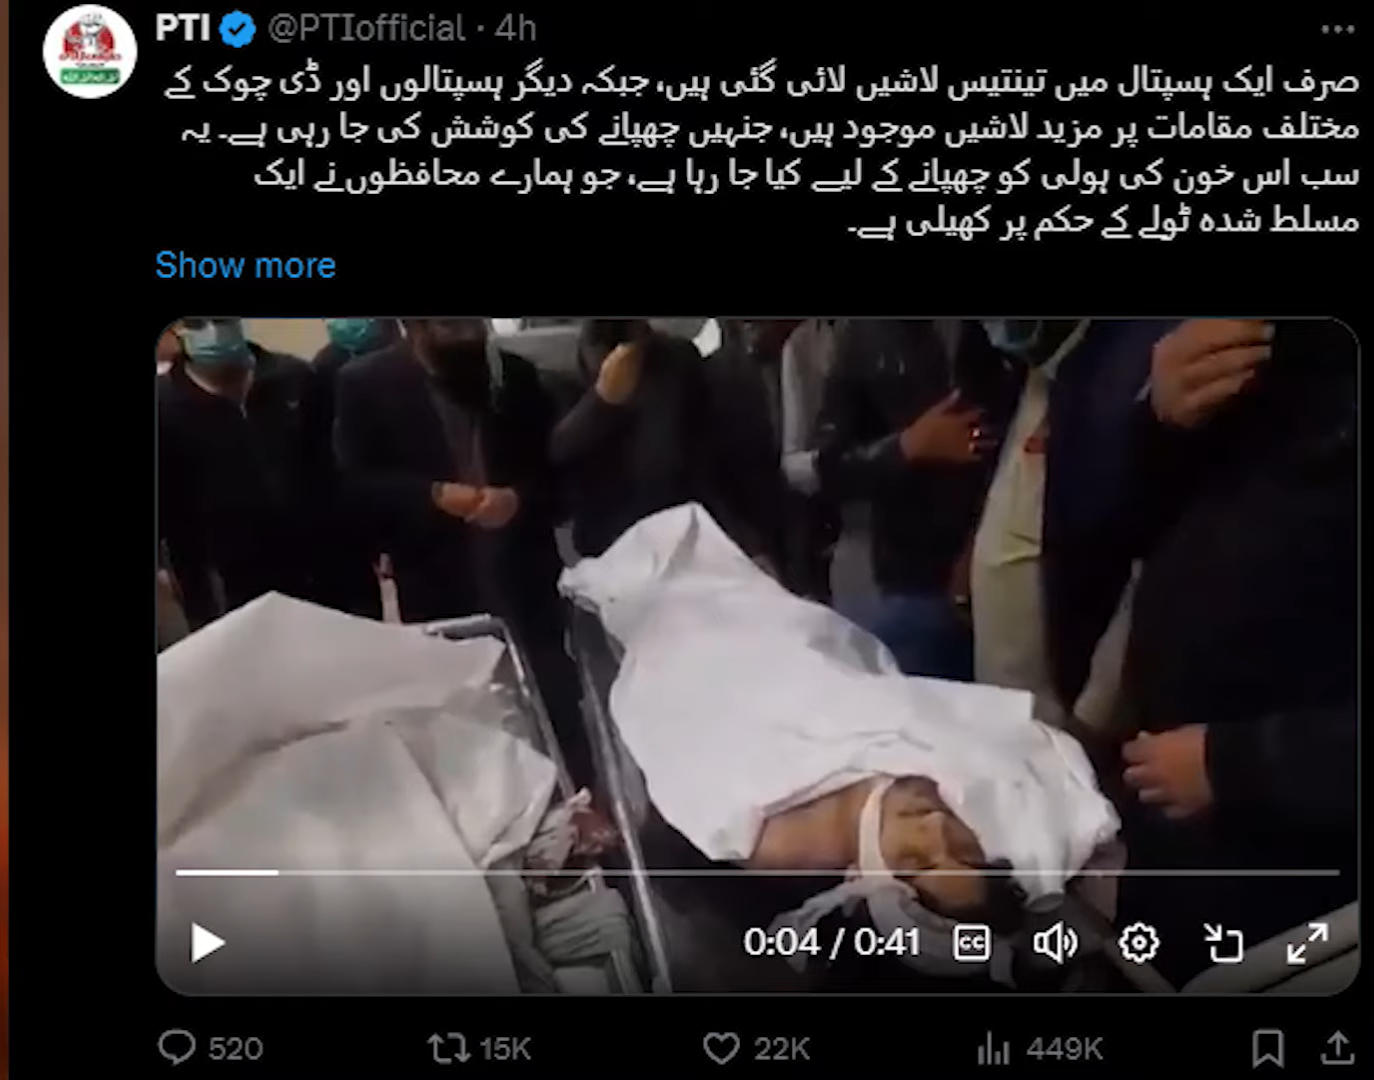 PTI @PTIofficial · 4h
صرف ایک ہسپتال میں تینتیس لاشیں لائی گئی ہیں، جبکہ دیگر ہسپتالوں اور ڈی چوک کے
مختلف مقامات پر مزید لاشیں موجود ہیں، جنہیں چھپانے کی کوشش کی جا رہی ہے۔ یہ
سب اس خون کی ہولی کو چھپانے کے لیے کیا جا رہا ہے، جو ہمارے محافظوں نے ایک
مسلط شدہ ٹولے کے حکم پر کھیلی ہے۔
Show more
0:04 / 0:41 CC
520 15K 22K 449K